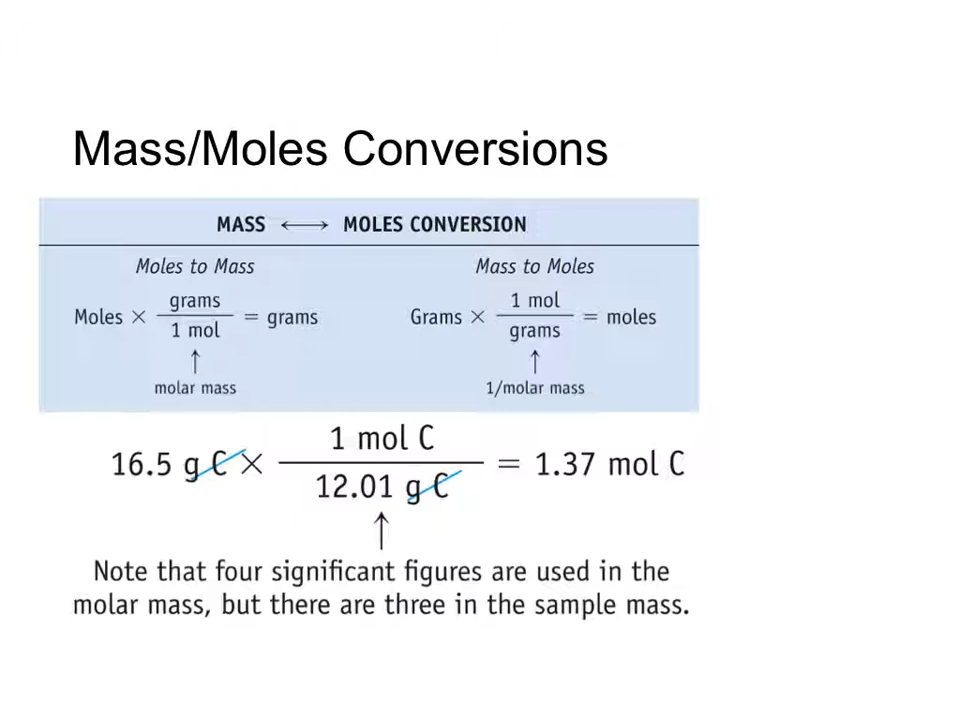 Mass/Moles Conversions
MASS ⟷ MOLES CONVERSION
Moles to Mass
Moles × grams / 1 mol = grams
↑
molar mass
Mass to Moles
Grams × 1 mol / grams = moles
↑
1/molar mass
16.5 g C × 1 mol C / 12.01 g C = 1.37 mol C
↑
Note that four significant figures are used in the
molar mass, but there are three in the sample mass.